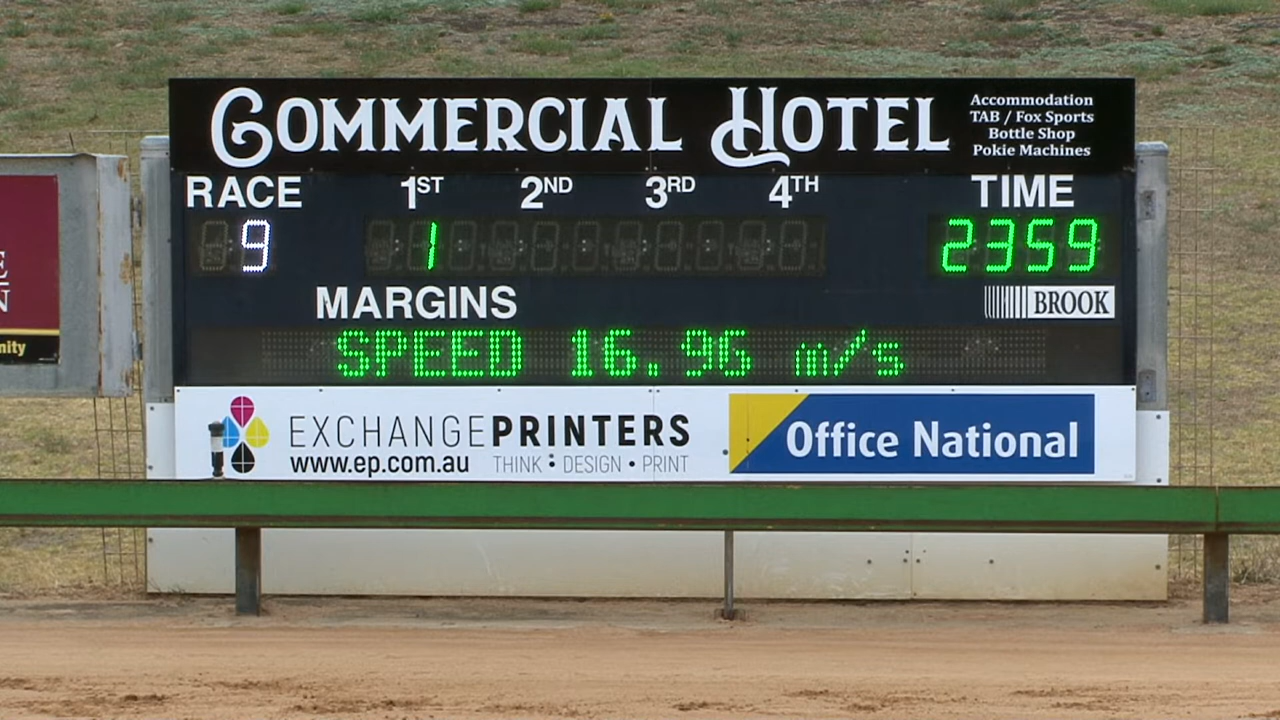 COMMERCIAL HOTEL
Accommodation
TAB / Fox Sports
Bottle Shop
Pokie Machines
RACE 1ST 2ND 3RD 4TH TIME
9 1 2359
MARGINS
BROOK
SPEED 16.96 m/s
EXCHANGEPRINTERS
www.ep.com.au THINK • DESIGN • PRINT
Office National
E
N
nity